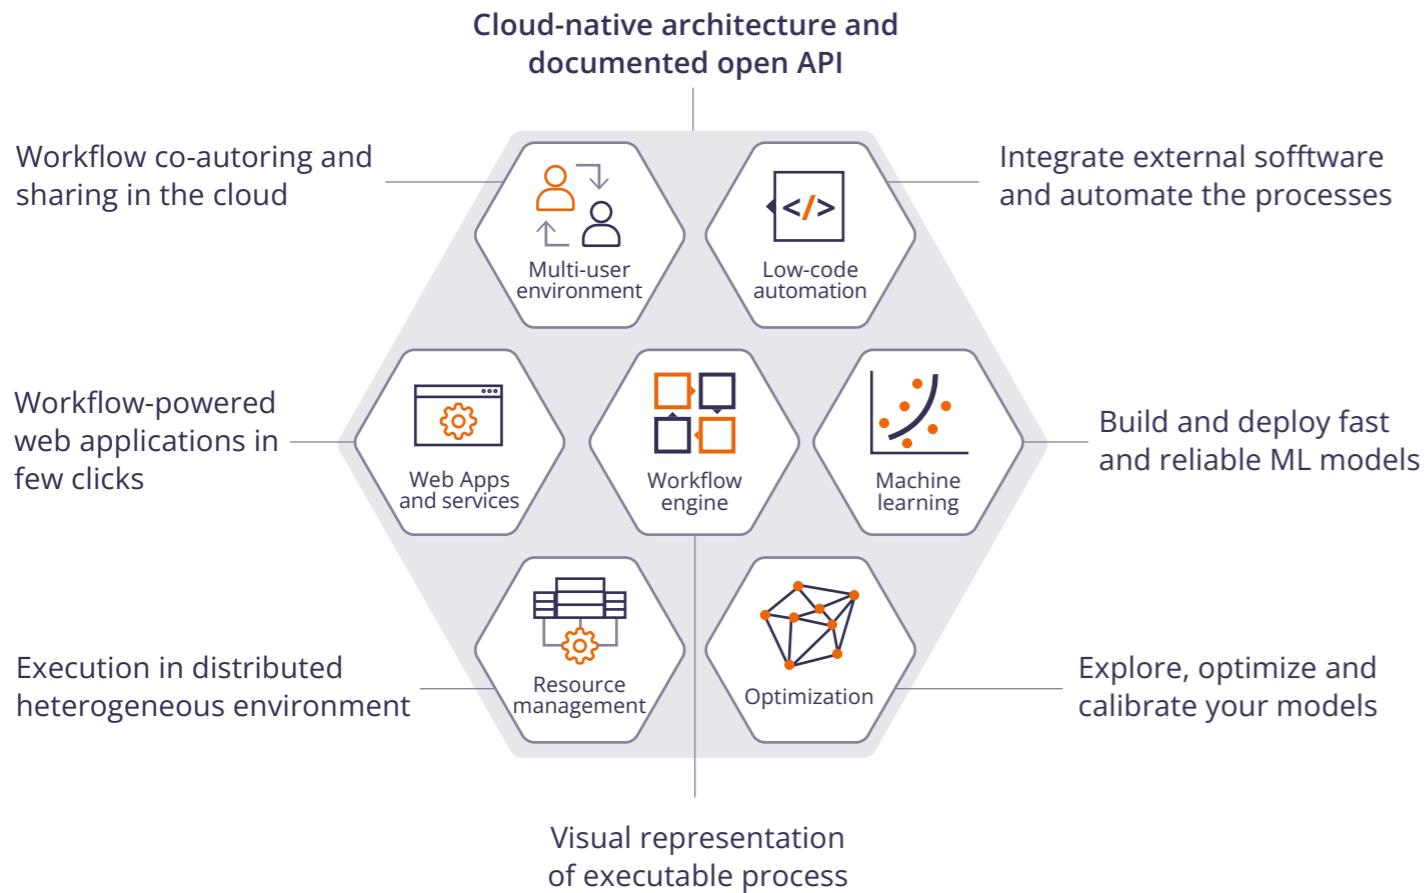 Cloud-native architecture and
documented open API
Workflow co-autoring and
sharing in the cloud
Integrate external sofftware
and automate the processes
</>
Multi-user
environment
Low-code
automation
Workflow-powered
web applications in
few clicks
Web Apps
and services
Workflow
engine
Machine
learning
Build and deploy fast
and reliable ML models
Execution in distributed
heterogeneous environment
Resource
management
Optimization
Explore, optimize and
calibrate your models
Visual representation
of executable process